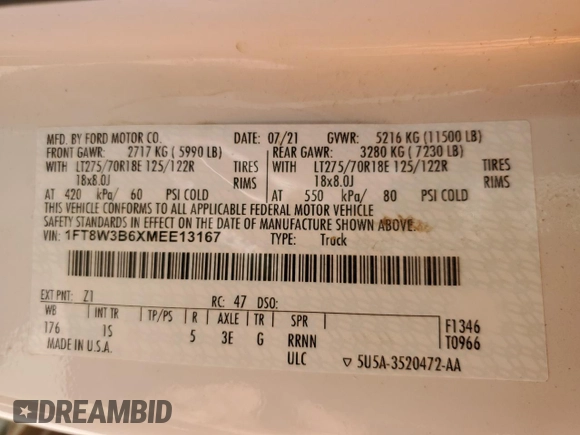 MFD. BY FORD MOTOR CO. DATE: 07/21 GVWR: 5216 KG (11500 LB)
FRONT GAWR: 2717 KG (5990 LB) REAR GAWR: 3280 KG (7230 LB)
WITH LT275/70R18E 125/122R TIRES WITH LT275/70R18E 125/122R TIRES
18x8.0J RIMS 18x8.0J RIMS
AT 420 kPa/ 60 PSI COLD AT 550 kPa/ 80 PSI COLD
THIS VEHICLE CONFORMS TO ALL APPLICABLE FEDERAL MOTOR VEHICLE
SAFETY STANDARDS IN EFFECT ON THE DATE OF MANUFACTURE SHOWN ABOVE.
VIN: 1FT8W3B6XMEE13167 TYPE: Truck
EXT PNT: Z1 RC: 47 DSO:
WB INT TR TP/PS R AXLE TR SPR F1346
176 IS 5 3E G RRNN T0966
MADE IN U.S.A. ULC ▽ 5U5A-3520472-AA
DREAMBID